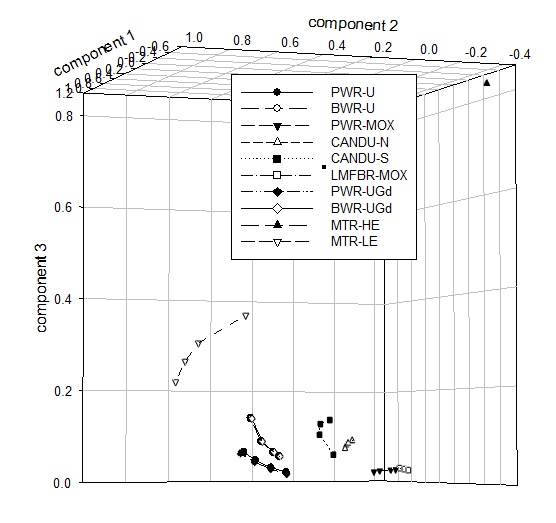 component 2
component 1
1.0 0.8 0.6 0.4 0.2 0.0 -0.2 -0.4
1.2
0.8
0.6
0.4
0.2
0.0
component 3
PWR-U
BWR-U
PWR-MOX
CANDU-N
CANDU-S
LMFBR-MOX
PWR-UGd
BWR-UGd
MTR-HE
MTR-LE